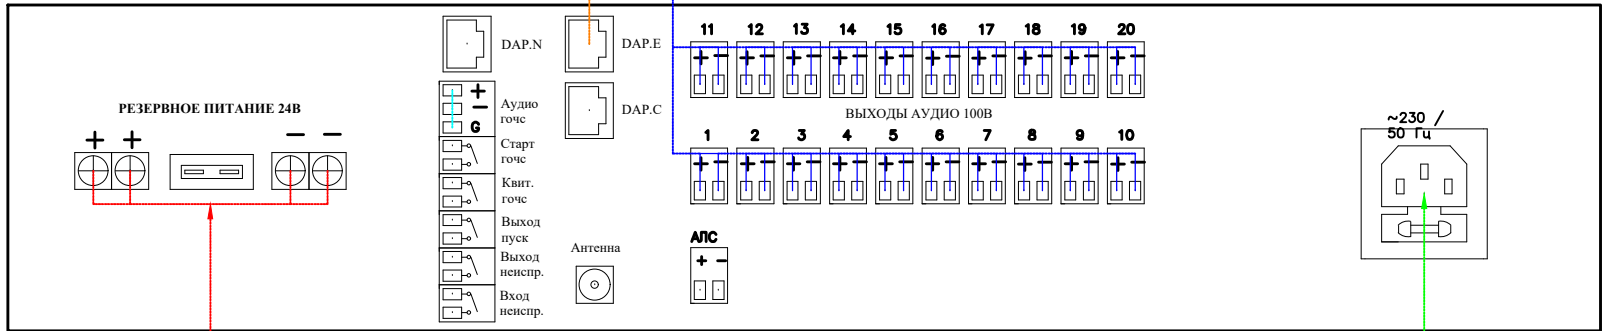 РЕЗЕРВНОЕ ПИТАНИЕ 24В
+ + − −
DAP.N
DAP.E
DAP.C
+
−
G
Аудио
гочс
Старт
гочс
Квит.
гочс
Выход
пуск
Выход
неиспр.
Вход
неиспр.
Антенна
11 12 13 14 15 16 17 18 19 20
+ − + − + − + − + − + − + − + − + − + −
ВЫХОДЫ АУДИО 100В
1 2 3 4 5 6 7 8 9 10
+ − + − + − + − + − + − + − + − + − + −
АЛС
+ −
~230 /
50 Гц